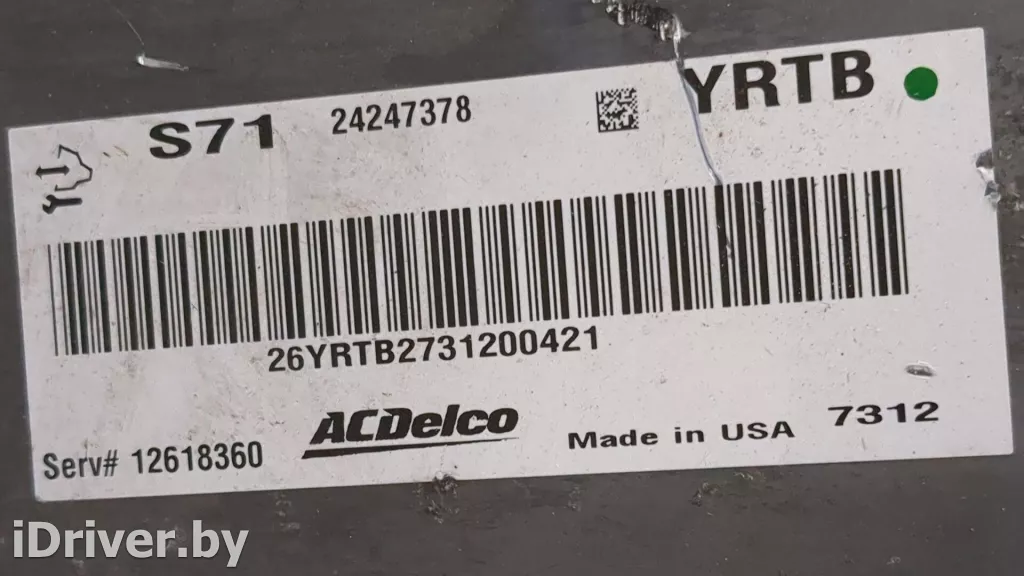 S71 24247378 YRTB
26YRTB2731200421
Serv# 12618360 ACDelco Made in USA 7312
iDriver.by